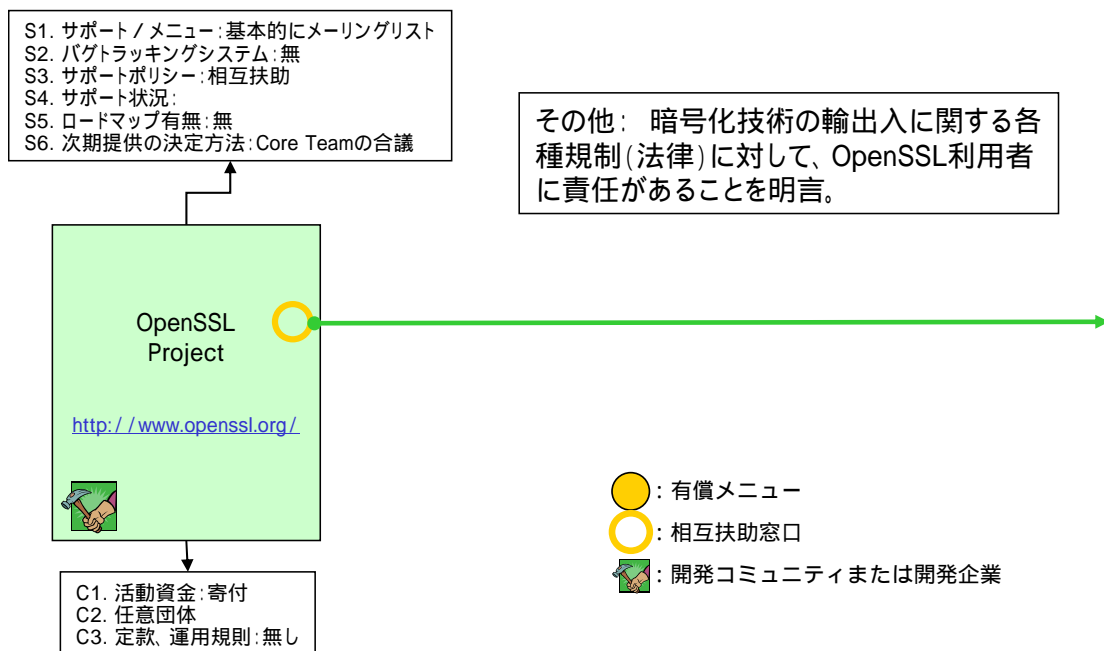 S1. サポート / メニュー:基本的にメーリングリスト
S2. バグトラッキングシステム:無
S3. サポートポリシー:相互扶助
S4. サポート状況:
S5. ロードマップ有無:無
S6. 次期提供の決定方法:Core Teamの合議
その他: 暗号化技術の輸出入に関する各
種規制(法律)に対して、OpenSSL利用者
に責任があることを明言。
OpenSSL
Project
http://www.openssl.org/
:有償メニュー
:相互扶助窓口
:開発コミュニティまたは開発企業
C1. 活動資金:寄付
C2. 任意団体
C3. 定款、運用規則:無し